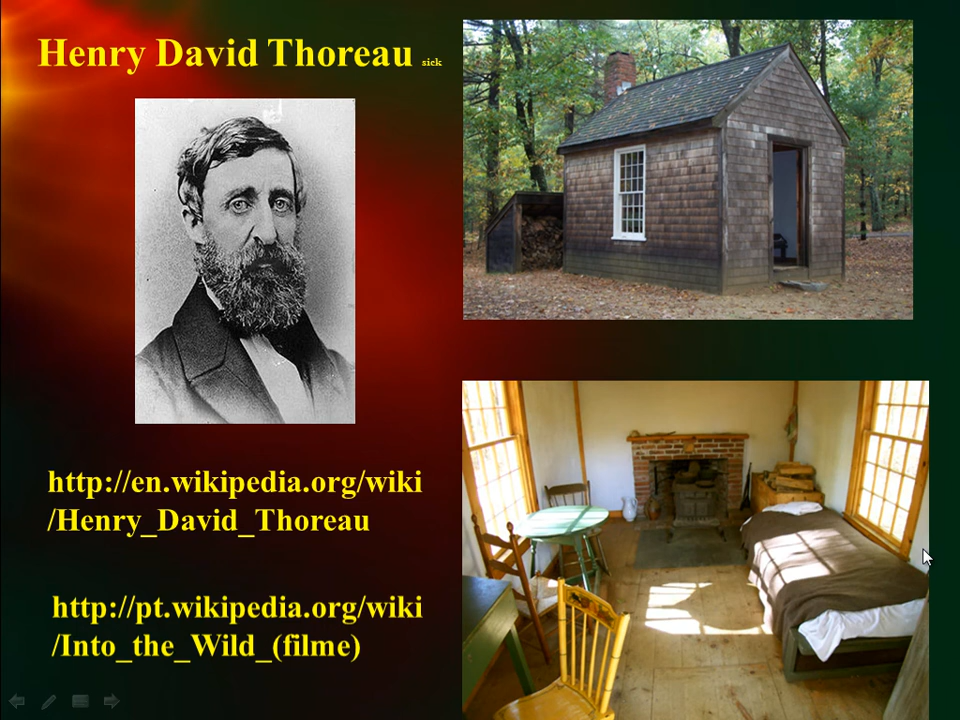 Henry David Thoreau sick
http://en.wikipedia.org/wiki
/Henry_David_Thoreau
http://pt.wikipedia.org/wiki
/Into_the_Wild_(filme)